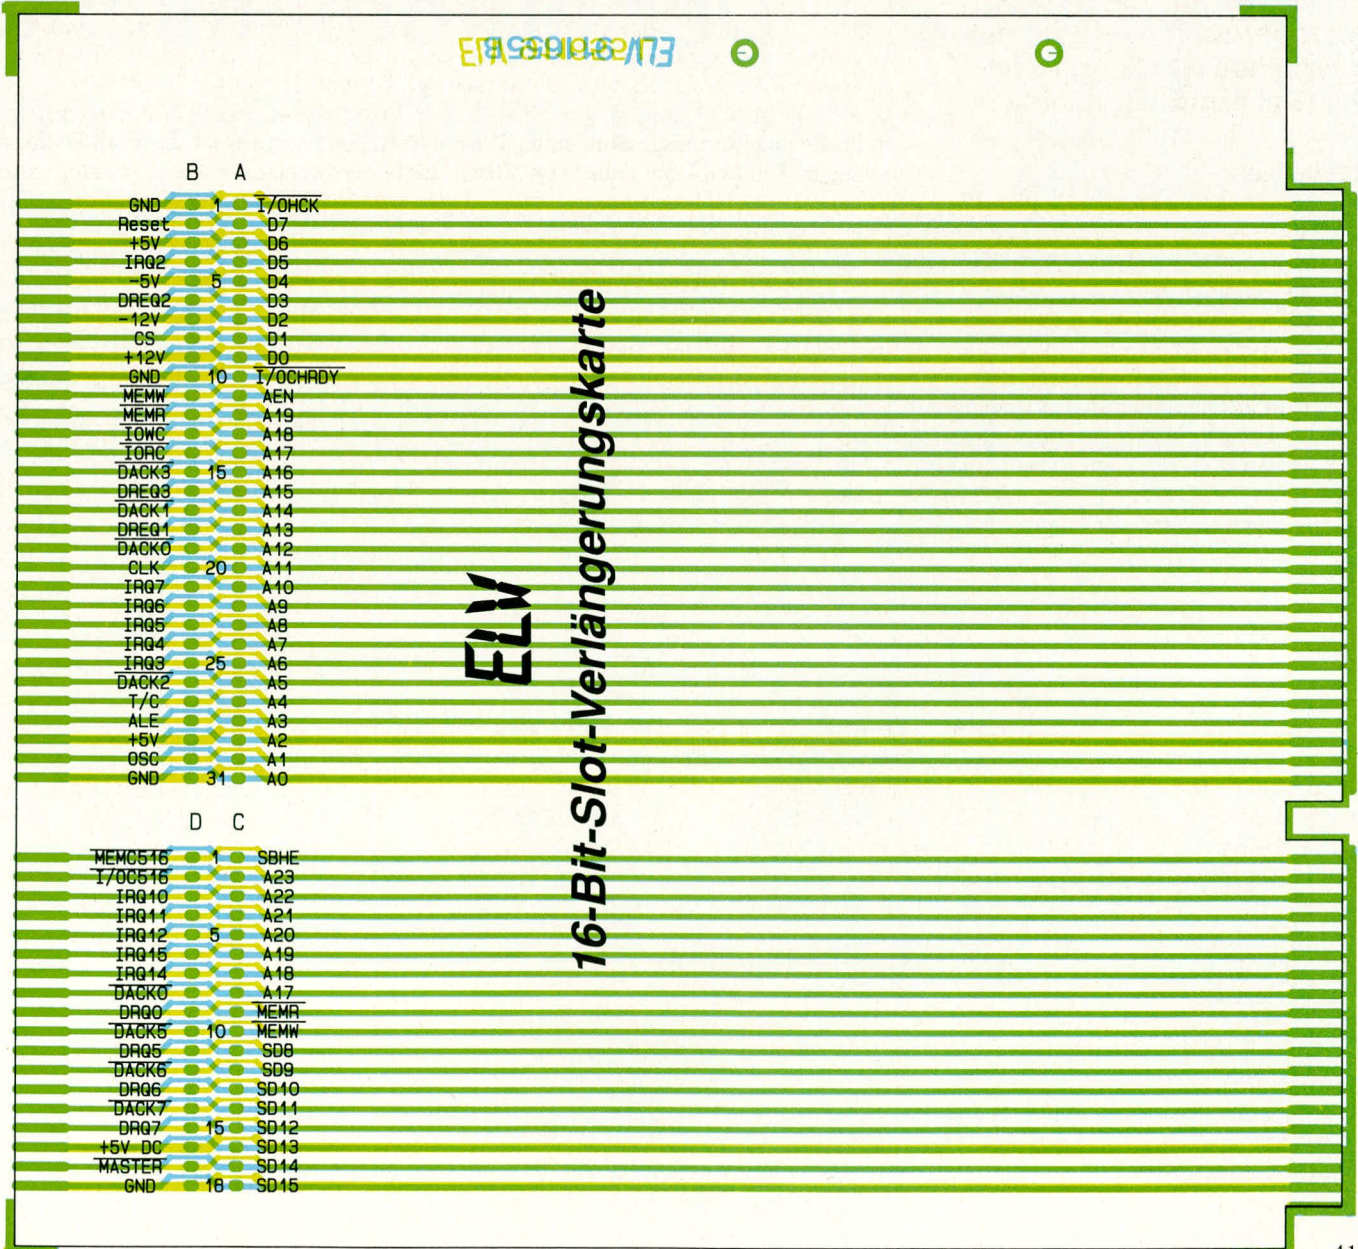 ELV 91655B
B A
GND 1 I/OHCK
Reset D7
+5V D6
IRQ2 D5
-5V 5 D4
DREQ2 D3
-12V D2
CS D1
+12V D0
GND 10 I/OCHRDY
MEMW AEN
MEMR A19
IOWC A18
IORC A17
DACK3 15 A16
DREQ3 A15
DACK1 A14
DREQ1 A13
DACK0 A12
CLK 20 A11
IRQ7 A10
IRQ6 A9
IRQ5 A8
IRQ4 A7
IRQ3 25 A6
DACK2 A5
T/C A4
ALE A3
+5V A2
OSC A1
GND 31 A0
ELV
16-Bit-Slot-Verlängerungskarte
D C
MEMC516 1 SBHE
I/OC516 A23
IRQ10 A22
IRQ11 A21
IRQ12 5 A20
IRQ15 A19
IRQ14 A18
DACK0 A17
DRQ0 MEMR
DACK5 10 MEMW
DRQ5 SD8
DACK6 SD9
DRQ6 SD10
DACK7 SD11
DRQ7 15 SD12
+5V DC SD13
MASTER SD14
GND 18 SD15